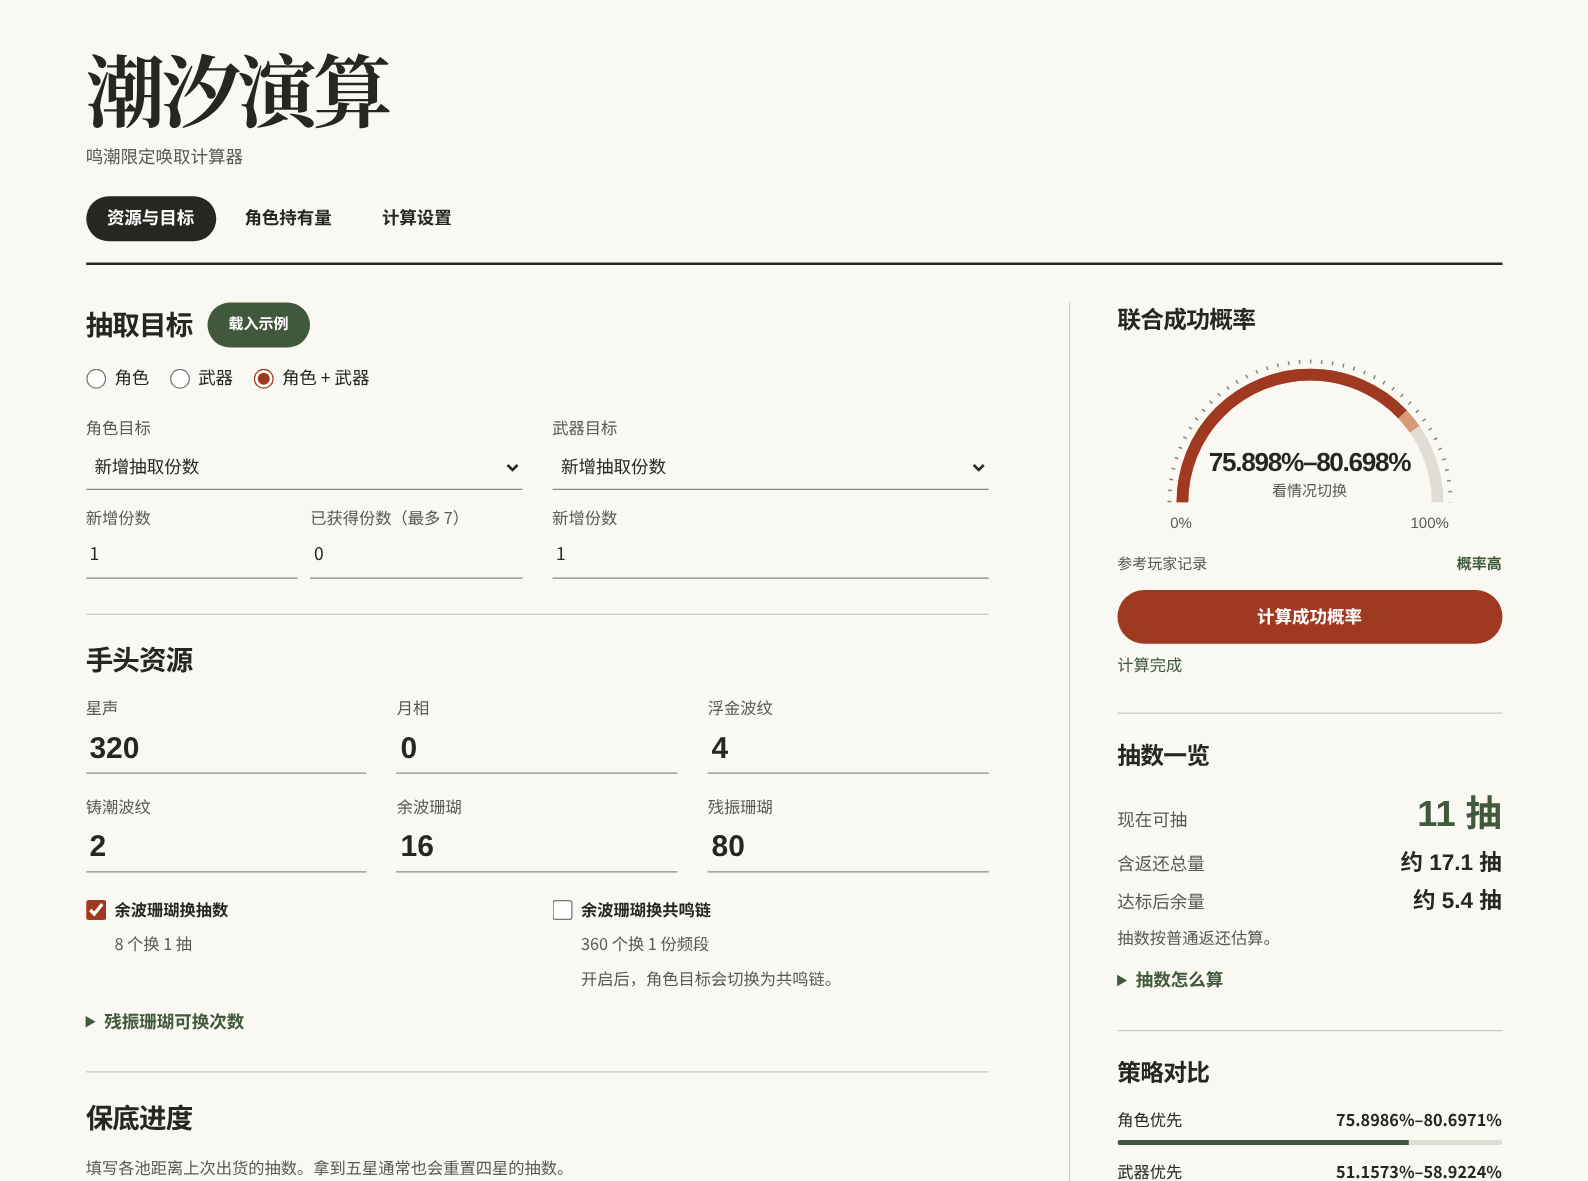 潮汐演算
鸣潮限定唤取计算器
资源与目标 角色持有量 计算设置
抽取目标 载入示例
角色 武器 角色 + 武器
角色目标 武器目标
新增抽取份数 新增抽取份数
新增份数 已获得份数（最多 7） 新增份数
1 0 1
手头资源
星声 月相 浮金波纹
320 0 4
铸潮波纹 余波珊瑚 残振珊瑚
2 16 80
余波珊瑚换抽数 余波珊瑚换共鸣链
8 个换 1 抽 360 个换 1 份频段
开启后，角色目标会切换为共鸣链。
残振珊瑚可换次数
保底进度
填写各池距离上次出货的抽数。拿到五星通常也会重置四星的抽数。
联合成功概率
75.898%–80.698%
看情况切换
0% 100%
参考玩家记录 概率高
计算成功概率
计算完成
抽数一览
现在可抽 11 抽
含返还总量 约 17.1 抽
达标后余量 约 5.4 抽
抽数按普通返还估算。
抽数怎么算
策略对比
角色优先 75.8986%–80.6971%
武器优先 51.1573%–58.9224%